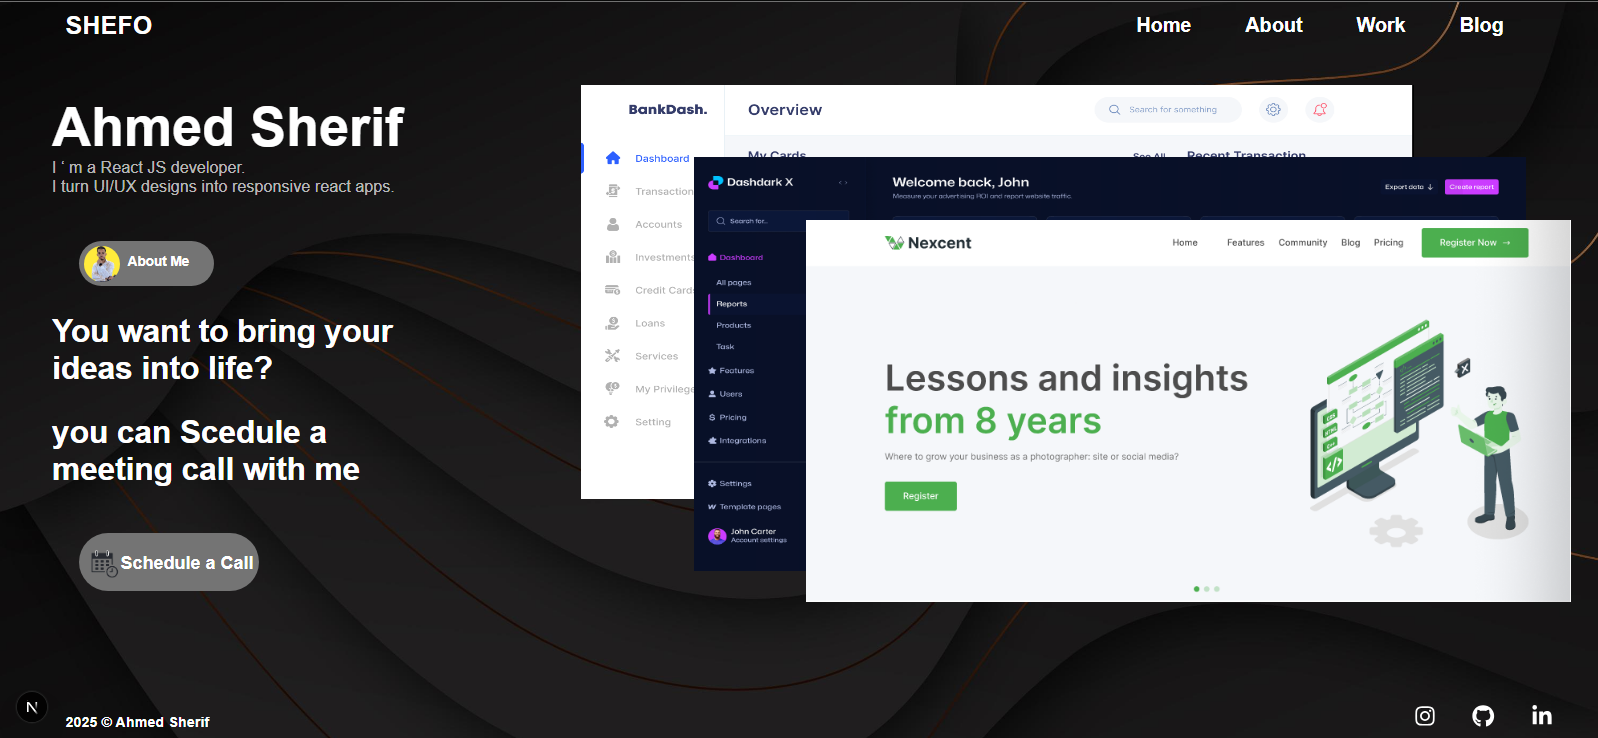 SHEFO
Home
About
Work
Blog
Ahmed Sherif
I ‘ m a React JS developer.
I turn UI/UX designs into responsive react apps.
About Me
You want to bring your
ideas into life?
you can Scedule a
meeting call with me
Schedule a Call
BankDash.
Overview
Search for something
Dashboard
Transaction
Accounts
Investments
Credit Cards
Loans
Services
My Privilege
Setting
My Cards
See All
Recent Transaction
Dashdark X
Welcome back, John
Measure your advertising ROI and report website traffic.
Export data
Create report
Search for..
Dashboard
All pages
Reports
Products
Task
Features
Users
Pricing
Integrations
Settings
Template pages
John Carter
Account settings
Nexcent
Home
Features
Community
Blog
Pricing
Register Now →
Lessons and insights
from 8 years
Where to grow your business as a photographer: site or social media?
Register
N
2025 © Ahmed Sherif